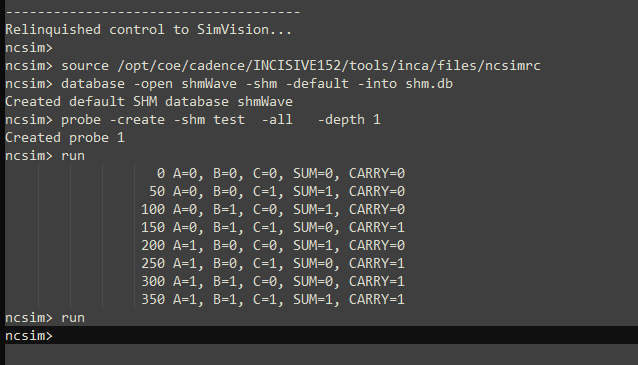 ------------------------------------
Relinquished control to SimVision...
ncsim>
ncsim> source /opt/coe/cadence/INCISIVE152/tools/inca/files/ncsimrc
ncsim> database -open shmWave -shm -default -into shm.db
Created default SHM database shmWave
ncsim> probe -create -shm test  -all   -depth 1
Created probe 1
ncsim> run
                   0 A=0, B=0, C=0, SUM=0, CARRY=0
                  50 A=0, B=0, C=1, SUM=1, CARRY=0
                 100 A=0, B=1, C=0, SUM=1, CARRY=0
                 150 A=0, B=1, C=1, SUM=0, CARRY=1
                 200 A=1, B=0, C=0, SUM=1, CARRY=0
                 250 A=1, B=0, C=1, SUM=0, CARRY=1
                 300 A=1, B=1, C=0, SUM=0, CARRY=1
                 350 A=1, B=1, C=1, SUM=1, CARRY=1
ncsim> run
ncsim>